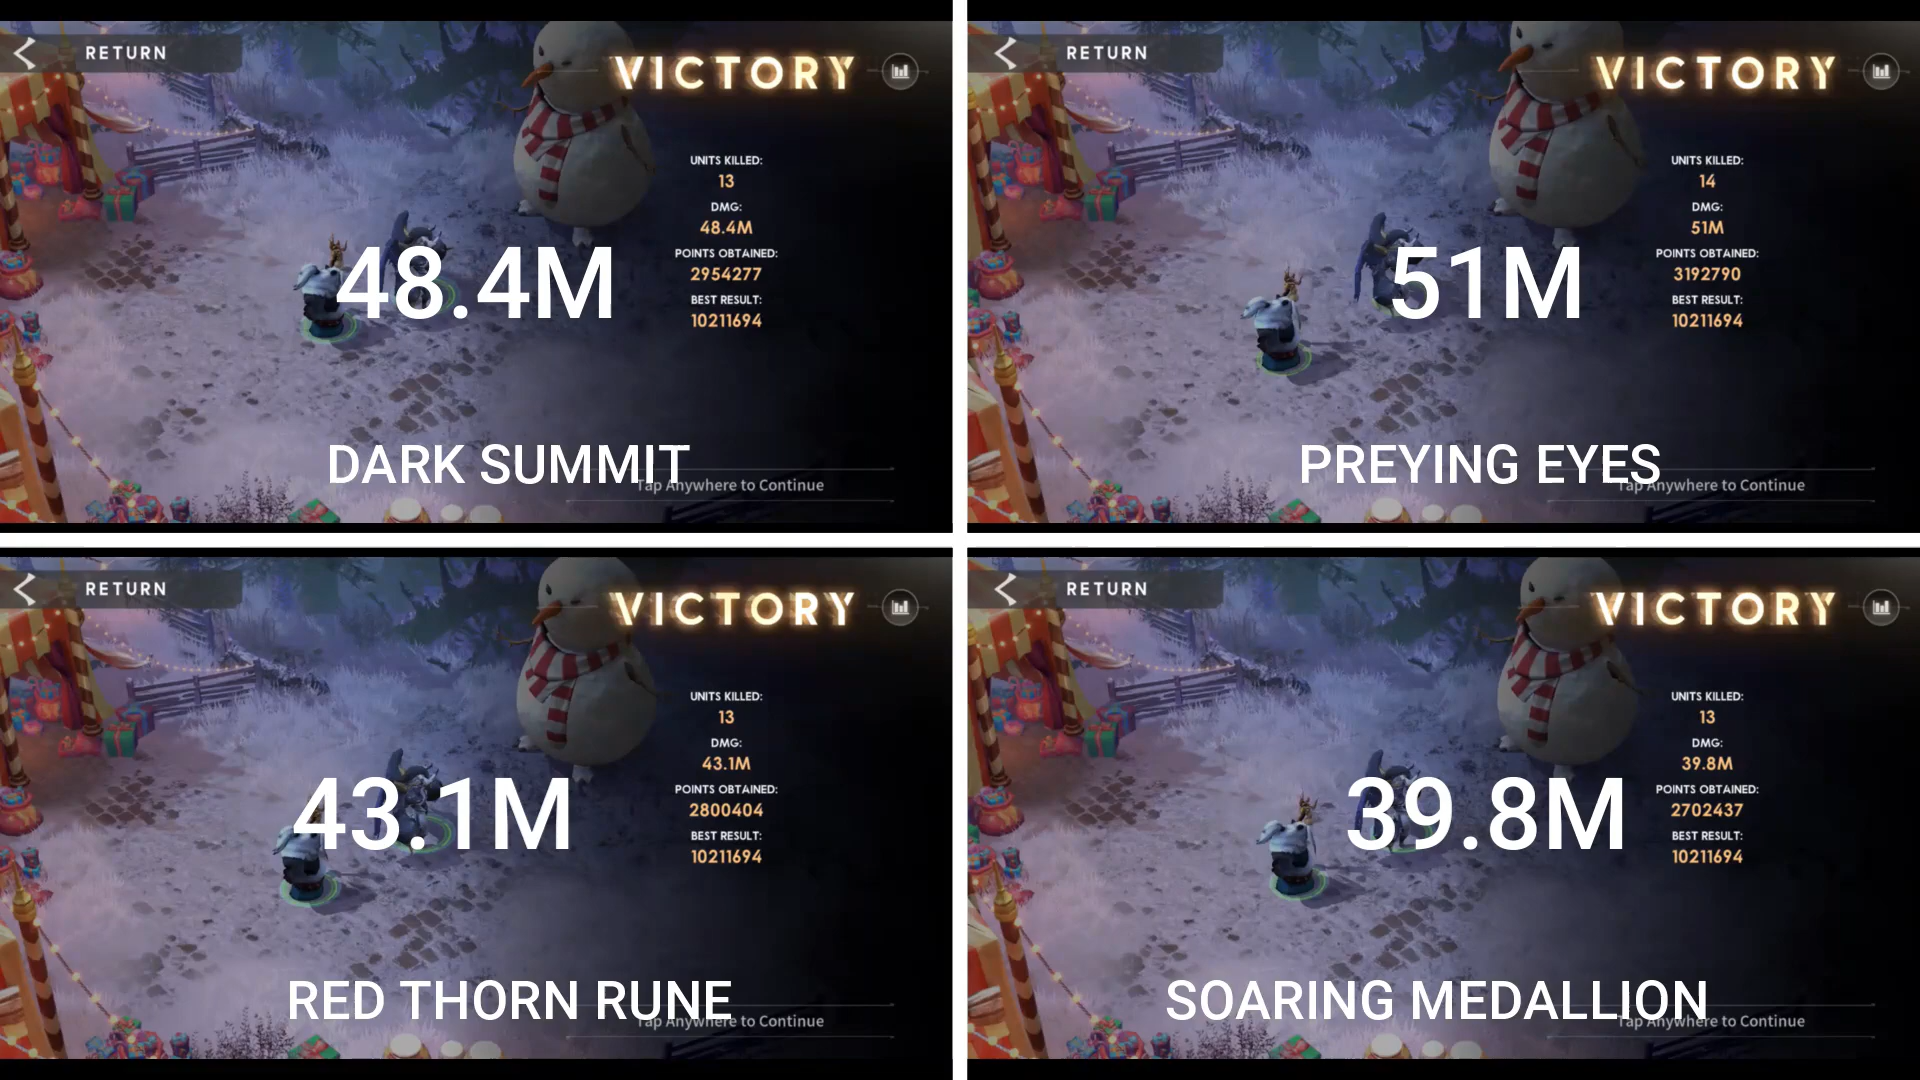 RETURN
VICTORY
UNITS KILLED:
13
DMG:
48.4M
POINTS OBTAINED:
2954277
BEST RESULT:
10211694
48.4M
DARK SUMMIT
Tap Anywhere to Continue
RETURN
VICTORY
UNITS KILLED:
14
DMG:
51M
POINTS OBTAINED:
3192790
BEST RESULT:
10211694
51M
PREYING EYES
Tap Anywhere to Continue
RETURN
VICTORY
UNITS KILLED:
13
DMG:
43.1M
POINTS OBTAINED:
2800404
BEST RESULT:
10211694
43.1M
RED THORN RUNE
Tap Anywhere to Continue
RETURN
VICTORY
UNITS KILLED:
13
DMG:
39.8M
POINTS OBTAINED:
2702437
BEST RESULT:
10211694
39.8M
SOARING MEDALLION
Tap Anywhere to Continue